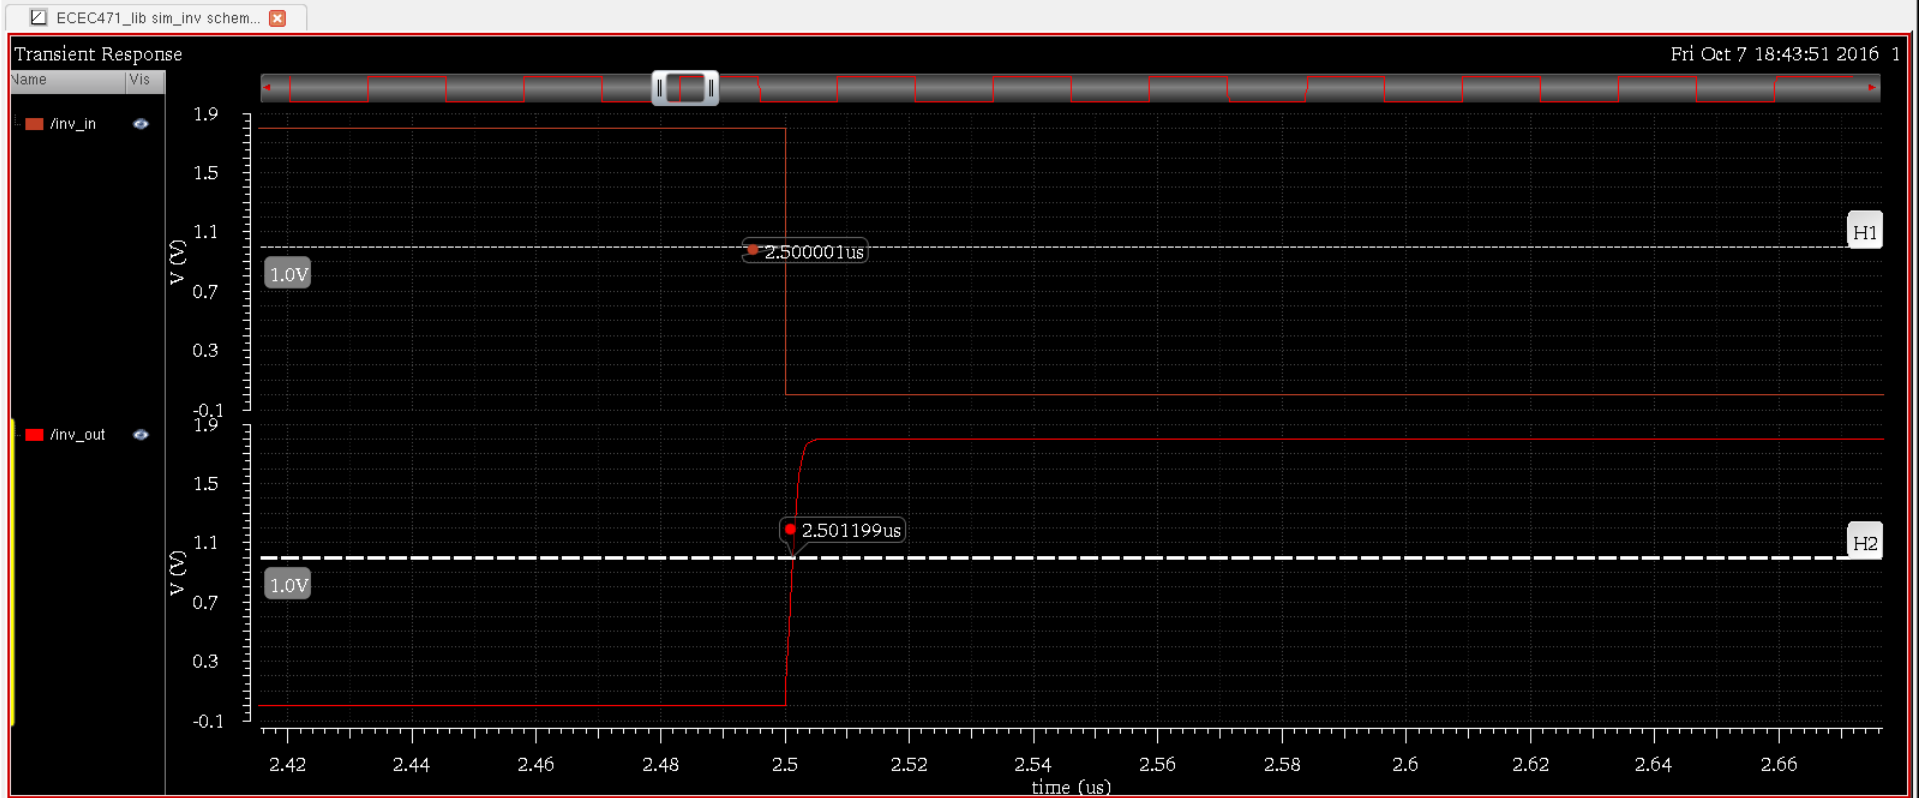 ECEC471_lib sim_inv schem...
Transient Response
Fri Oct 7 18:43:51 2016 1
Name Vis
/inv_in
1.9
1.5
1.1
0.7
0.3
-0.1
V (V)
H1
2.500001us
1.0V
/inv_out
1.9
1.5
1.1
0.7
0.3
-0.1
V (V)
2.501199us
H2
1.0V
2.42 2.44 2.46 2.48 2.5 2.52 2.54 2.56 2.58 2.6 2.62 2.64 2.66
time (us)